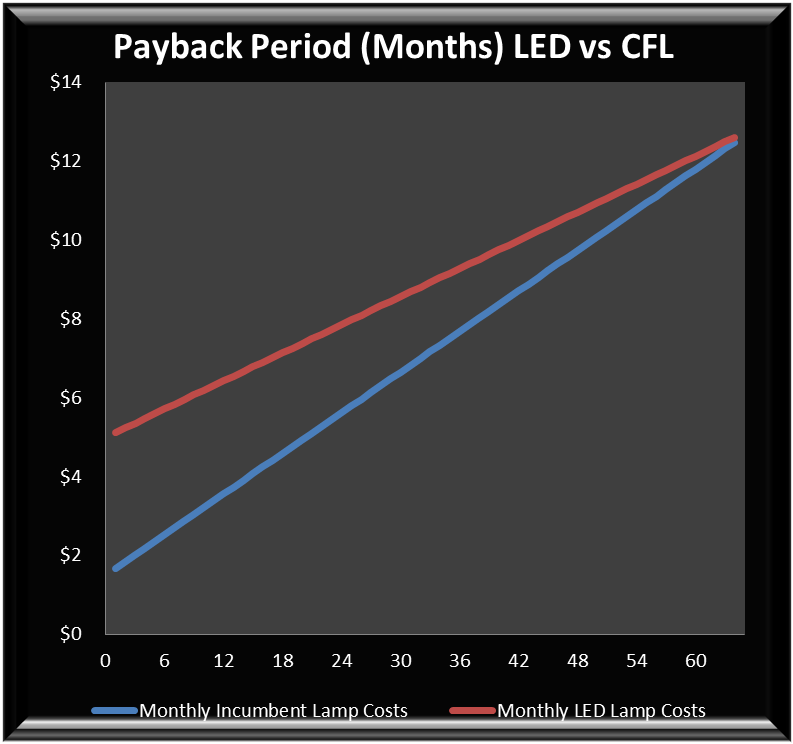 Payback Period (Months) LED vs CFL
$14
$12
$10
$8
$6
$4
$2
$0
0 6 12 18 24 30 36 42 48 54 60
Monthly Incumbent Lamp Costs Monthly LED Lamp Costs